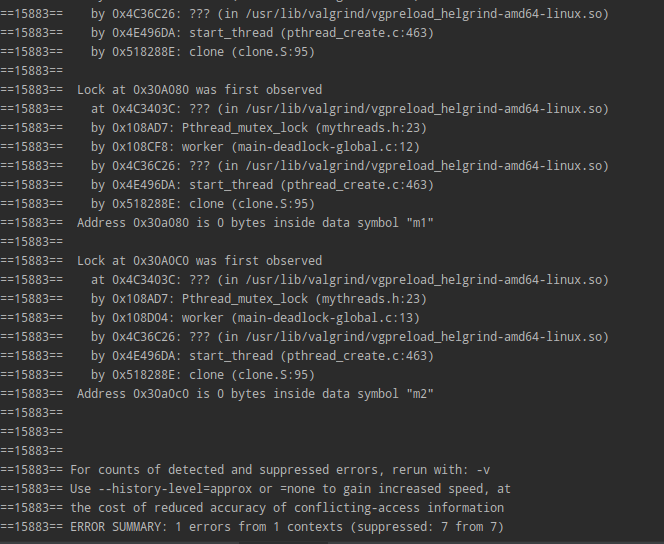 ==15883==    by 0x4C36C26: ??? (in /usr/lib/valgrind/vgpreload_helgrind-amd64-linux.so)
==15883==    by 0x4E496DA: start_thread (pthread_create.c:463)
==15883==    by 0x518288E: clone (clone.S:95)
==15883==
==15883==  Lock at 0x30A080 was first observed
==15883==    at 0x4C3403C: ??? (in /usr/lib/valgrind/vgpreload_helgrind-amd64-linux.so)
==15883==    by 0x108AD7: Pthread_mutex_lock (mythreads.h:23)
==15883==    by 0x108CF8: worker (main-deadlock-global.c:12)
==15883==    by 0x4C36C26: ??? (in /usr/lib/valgrind/vgpreload_helgrind-amd64-linux.so)
==15883==    by 0x4E496DA: start_thread (pthread_create.c:463)
==15883==    by 0x518288E: clone (clone.S:95)
==15883==  Address 0x30a080 is 0 bytes inside data symbol "m1"
==15883==
==15883==  Lock at 0x30A0C0 was first observed
==15883==    at 0x4C3403C: ??? (in /usr/lib/valgrind/vgpreload_helgrind-amd64-linux.so)
==15883==    by 0x108AD7: Pthread_mutex_lock (mythreads.h:23)
==15883==    by 0x108D04: worker (main-deadlock-global.c:13)
==15883==    by 0x4C36C26: ??? (in /usr/lib/valgrind/vgpreload_helgrind-amd64-linux.so)
==15883==    by 0x4E496DA: start_thread (pthread_create.c:463)
==15883==    by 0x518288E: clone (clone.S:95)
==15883==  Address 0x30a0c0 is 0 bytes inside data symbol "m2"
==15883==
==15883==
==15883==
==15883== For counts of detected and suppressed errors, rerun with: -v
==15883== Use --history-level=approx or =none to gain increased speed, at
==15883== the cost of reduced accuracy of conflicting-access information
==15883== ERROR SUMMARY: 1 errors from 1 contexts (suppressed: 7 from 7)